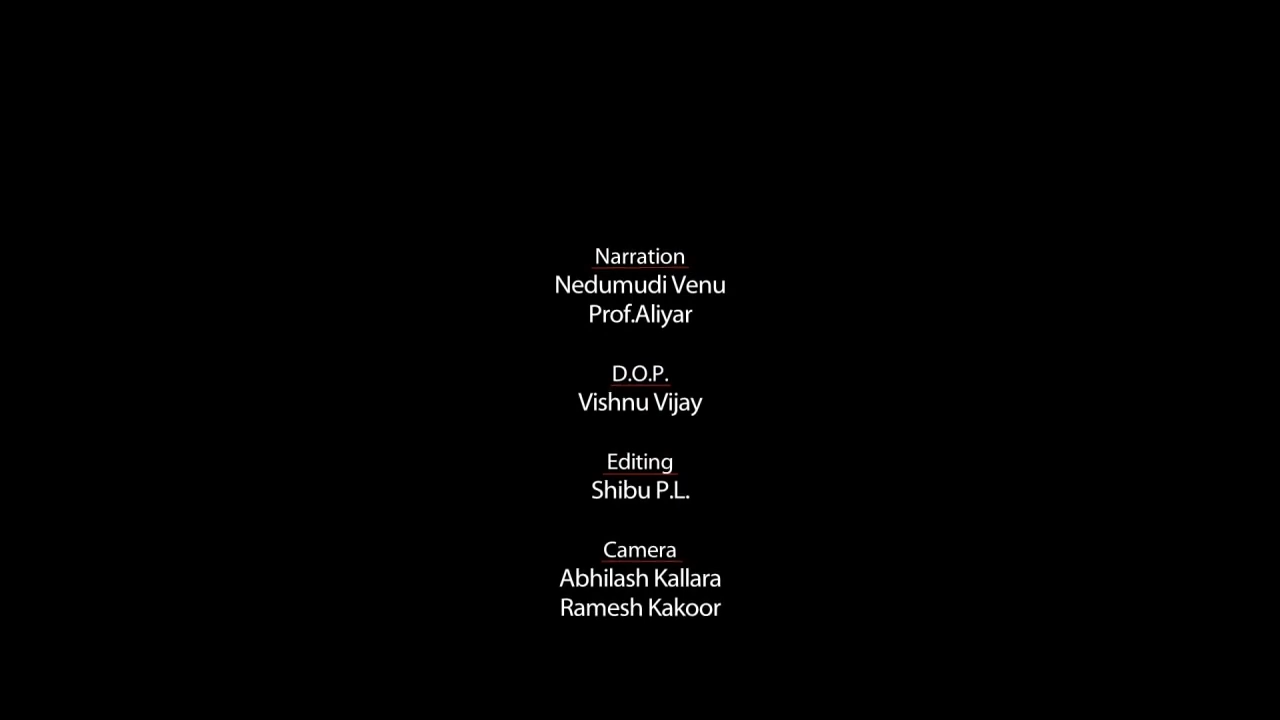 Narration
Nedumudi Venu
Prof.Aliyar
D.O.P.
Vishnu Vijay
Editing
Shibu P.L.
Camera
Abhilash Kallara
Ramesh Kakoor